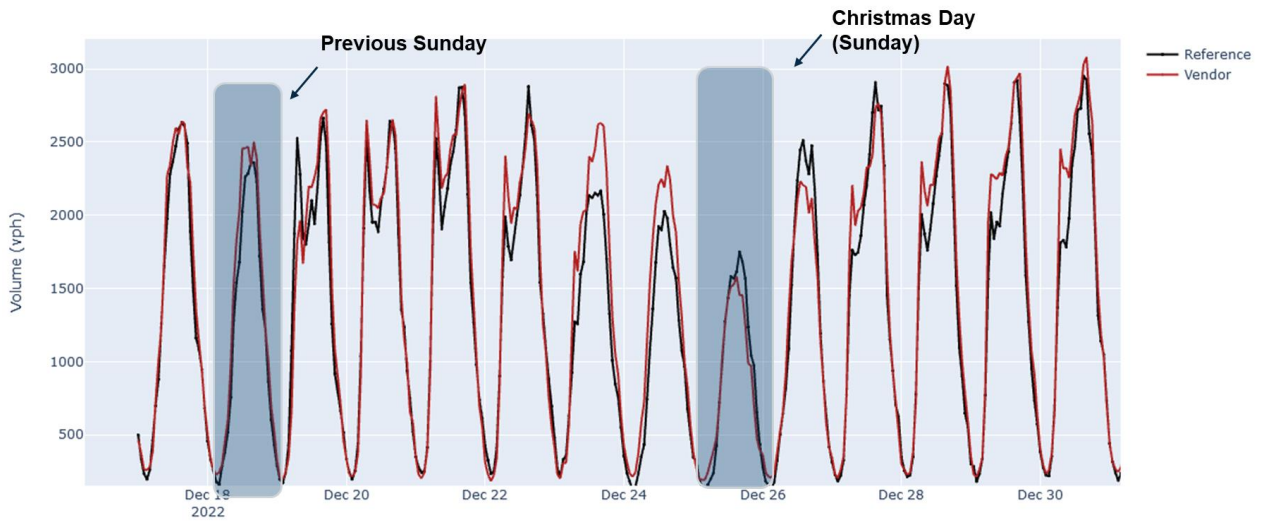 Christmas Day
(Sunday)
Previous Sunday
Reference
Vendor
Volume (vph)
3000
2500
2000
1500
1000
500
Dec 18
2022
Dec 20
Dec 22
Dec 24
Dec 26
Dec 28
Dec 30